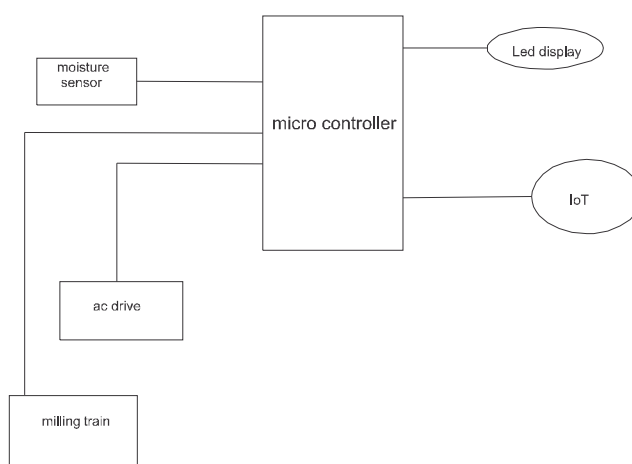 Led display
moisture
sensor
micro controller
IoT
ac drive
milling train